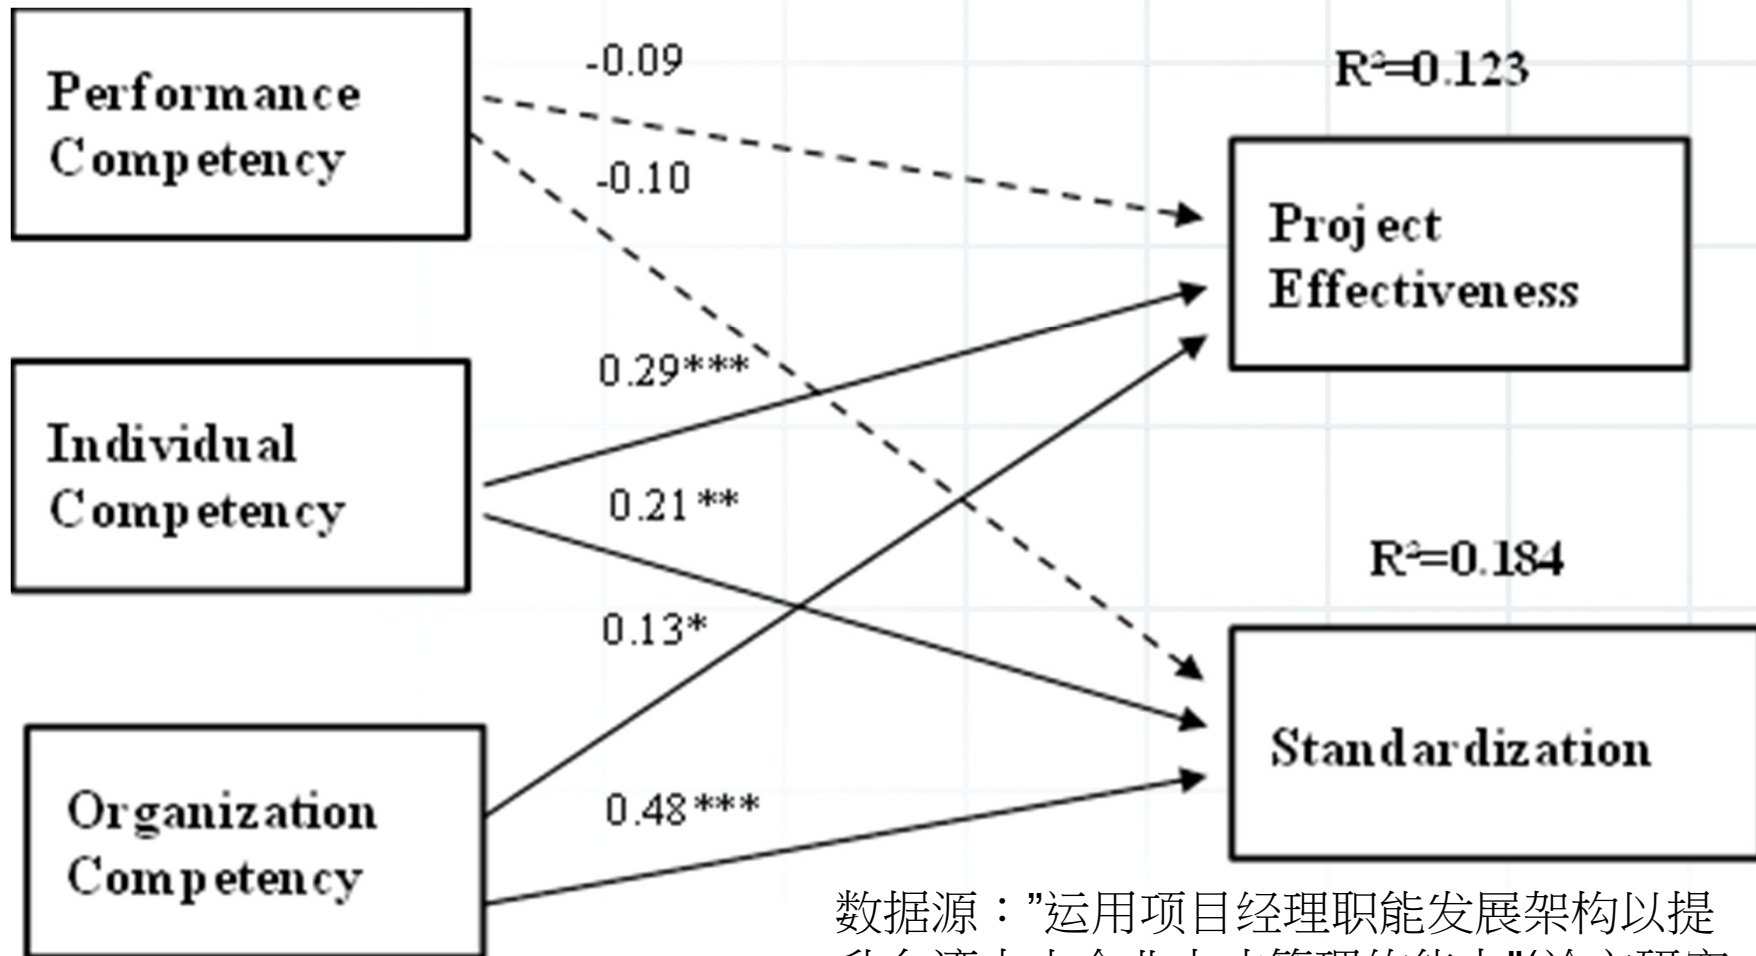 Performance
Competency
-0.09
-0.10
R²=0.123
Project
Effectiveness
Individual
Competency
0.29***
0.21**
0.13*
R²=0.184
Standardization
Organization
Competency
0.48***
数据源："运用项目经理职能发展架构以提